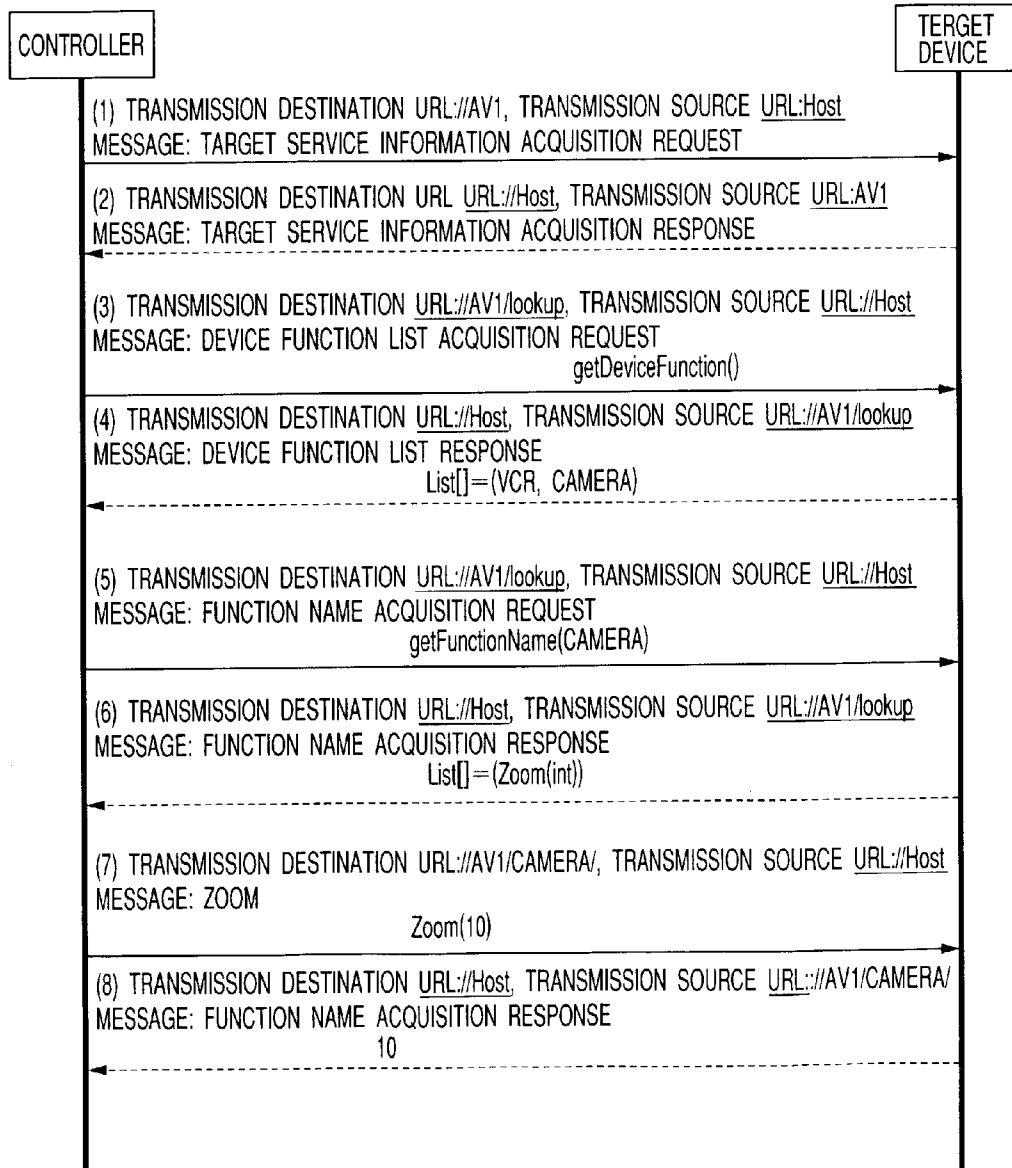 CONTROLLER
TERGET
DEVICE
(1) TRANSMISSION DESTINATION URL://AV1, TRANSMISSION SOURCE URL:Host
MESSAGE: TARGET SERVICE INFORMATION ACQUISITION REQUEST
(2) TRANSMISSION DESTINATION URL URL://Host, TRANSMISSION SOURCE URL:AV1
MESSAGE: TARGET SERVICE INFORMATION ACQUISITION RESPONSE
(3) TRANSMISSION DESTINATION URL://AV1/lookup, TRANSMISSION SOURCE URL://Host
MESSAGE: DEVICE FUNCTION LIST ACQUISITION REQUEST
getDeviceFunction()
(4) TRANSMISSION DESTINATION URL://Host, TRANSMISSION SOURCE URL://AV1/lookup
MESSAGE: DEVICE FUNCTION LIST RESPONSE
List[]=(VCR, CAMERA)
(5) TRANSMISSION DESTINATION URL://AV1/lookup, TRANSMISSION SOURCE URL://Host
MESSAGE: FUNCTION NAME ACQUISITION REQUEST
getFunctionName(CAMERA)
(6) TRANSMISSION DESTINATION URL://Host, TRANSMISSION SOURCE URL://AV1/lookup
MESSAGE: FUNCTION NAME ACQUISITION RESPONSE
List[]=(Zoom(int))
(7) TRANSMISSION DESTINATION URL://AV1/CAMERA/, TRANSMISSION SOURCE URL://Host
MESSAGE: ZOOM
Zoom(10)
(8) TRANSMISSION DESTINATION URL://Host, TRANSMISSION SOURCE URL:://AV1/CAMERA/
MESSAGE: FUNCTION NAME ACQUISITION RESPONSE
10